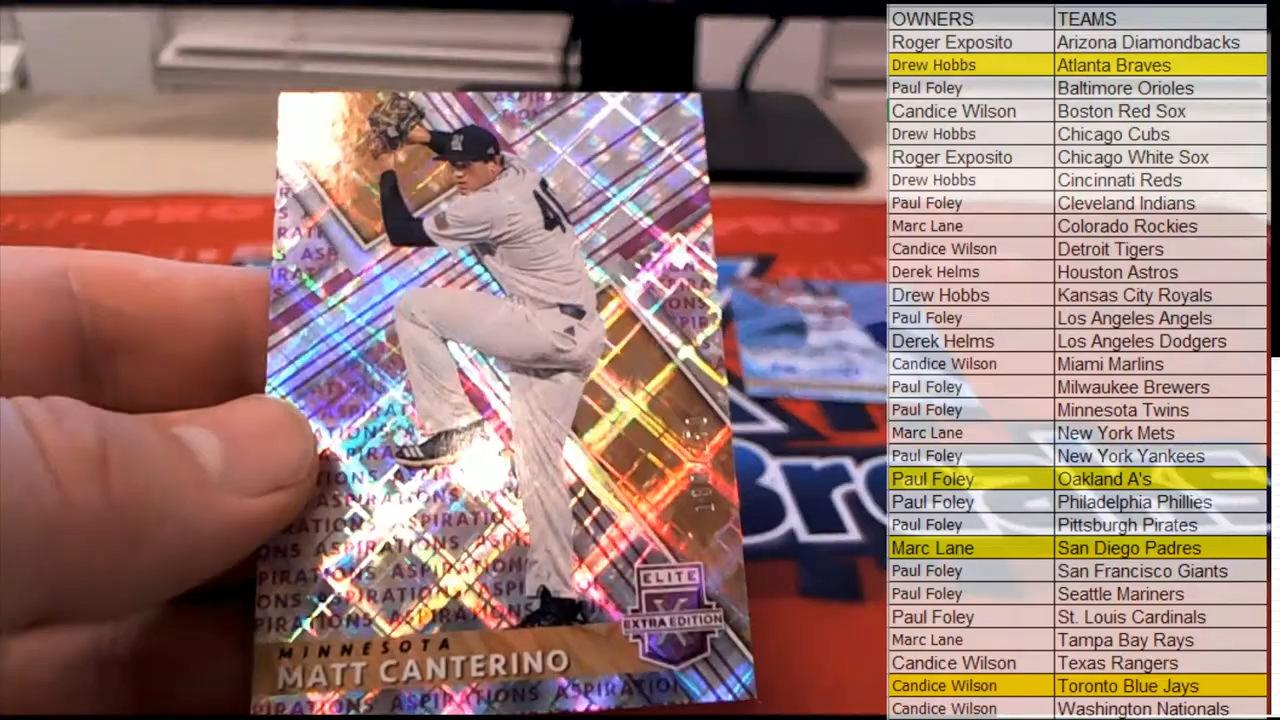 MINNESOTA
MATT CANTERINO
ASPIRATIONS ASPIRATIONS
ELITE
EXTRA EDITION
OWNERS TEAMS
Roger Exposito Arizona Diamondbacks
Drew Hobbs Atlanta Braves
Paul Foley Baltimore Orioles
Candice Wilson Boston Red Sox
Drew Hobbs Chicago Cubs
Roger Exposito Chicago White Sox
Drew Hobbs Cincinnati Reds
Paul Foley Cleveland Indians
Marc Lane Colorado Rockies
Candice Wilson Detroit Tigers
Derek Helms Houston Astros
Drew Hobbs Kansas City Royals
Paul Foley Los Angeles Angels
Derek Helms Los Angeles Dodgers
Candice Wilson Miami Marlins
Paul Foley Milwaukee Brewers
Paul Foley Minnesota Twins
Marc Lane New York Mets
Paul Foley New York Yankees
Paul Foley Oakland A's
Paul Foley Philadelphia Phillies
Paul Foley Pittsburgh Pirates
Marc Lane San Diego Padres
Paul Foley San Francisco Giants
Paul Foley Seattle Mariners
Paul Foley St. Louis Cardinals
Marc Lane Tampa Bay Rays
Candice Wilson Texas Rangers
Candice Wilson Toronto Blue Jays
Candice Wilson Washington Nationals